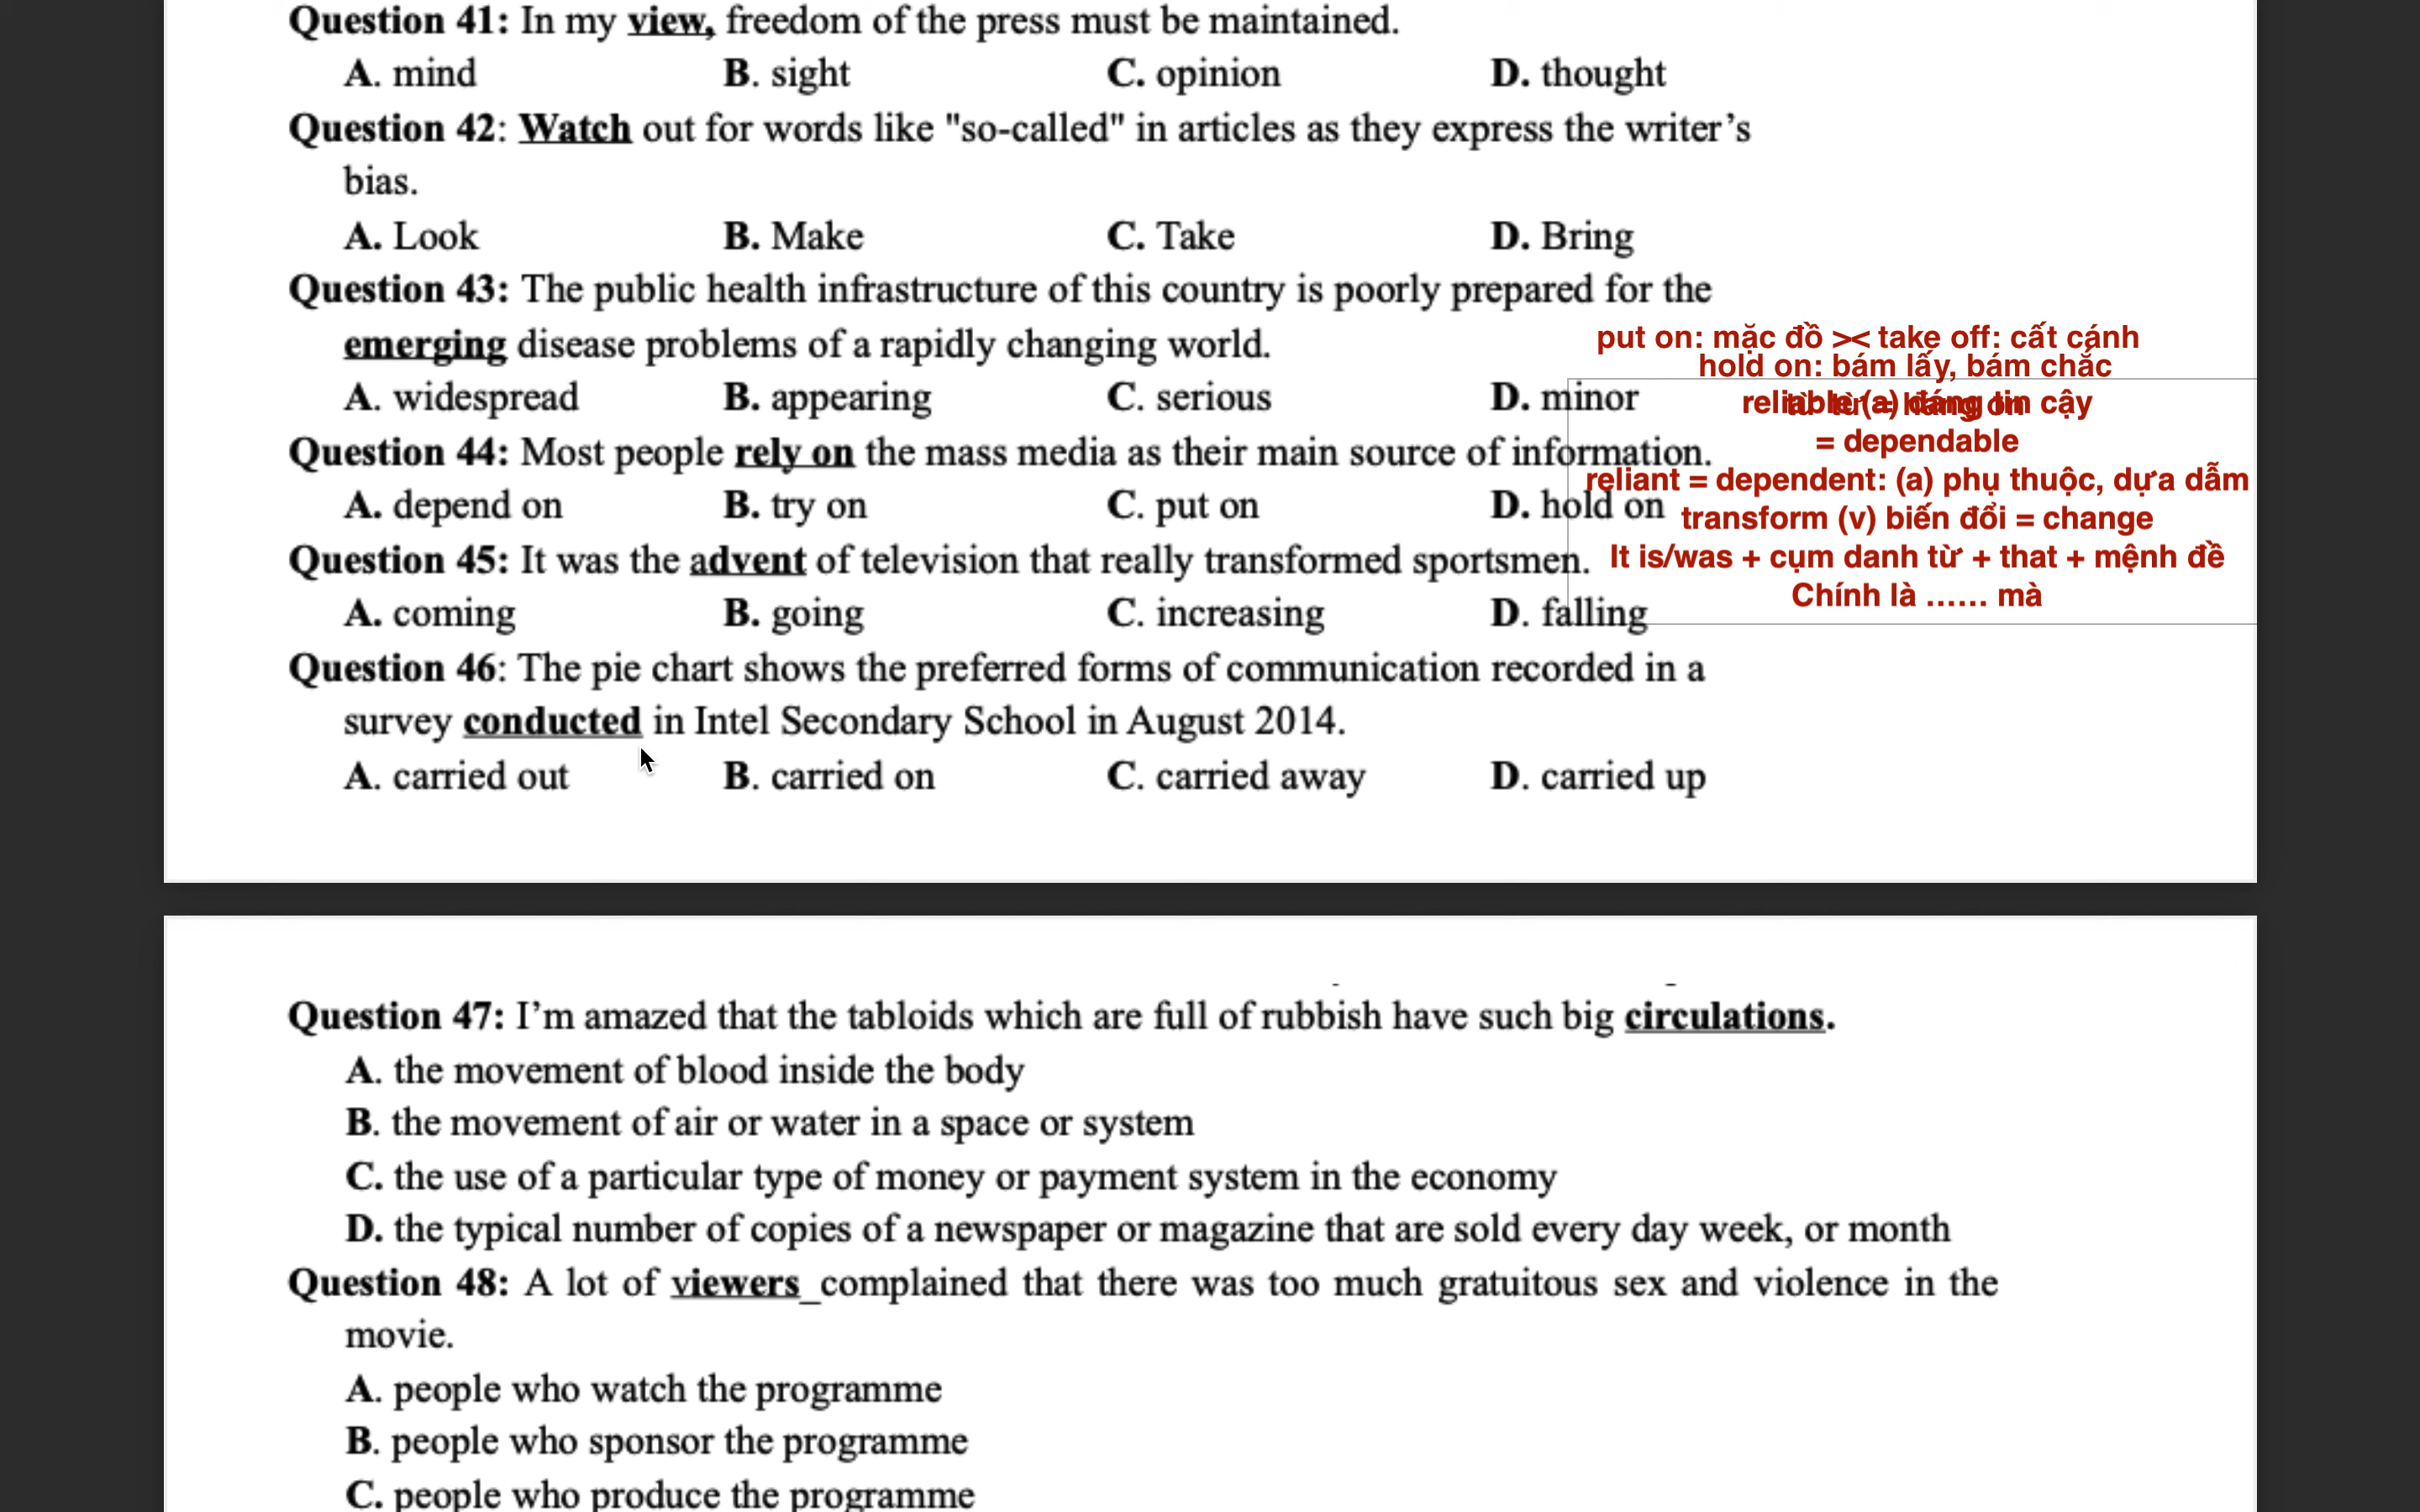 Question 41: In my view, freedom of the press must be maintained.
A. mind B. sight C. opinion D. thought
Question 42: Watch out for words like "so-called" in articles as they express the writer’s
bias.
A. Look B. Make C. Take D. Bring
Question 43: The public health infrastructure of this country is poorly prepared for the
emerging disease problems of a rapidly changing world.
A. widespread B. appearing C. serious D. minor
Question 44: Most people rely on the mass media as their main source of information.
A. depend on B. try on C. put on D. hold on
Question 45: It was the advent of television that really transformed sportsmen.
A. coming B. going C. increasing D. falling
Question 46: The pie chart shows the preferred forms of communication recorded in a
survey conducted in Intel Secondary School in August 2014.
A. carried out B. carried on C. carried away D. carried up
put on: mặc đồ >< take off: cất cánh
hold on: bám lấy, bám chắc
reliable (a) đáng tin cậy
= dependable
reliant = dependent: (a) phụ thuộc, dựa dẫm
transform (v) biến đổi = change
It is/was + cụm danh từ + that + mệnh đề
Chính là ...... mà
Question 47: I’m amazed that the tabloids which are full of rubbish have such big circulations.
A. the movement of blood inside the body
B. the movement of air or water in a space or system
C. the use of a particular type of money or payment system in the economy
D. the typical number of copies of a newspaper or magazine that are sold every day week, or month
Question 48: A lot of viewers_complained that there was too much gratuitous sex and violence in the
movie.
A. people who watch the programme
B. people who sponsor the programme
C. people who produce the programme